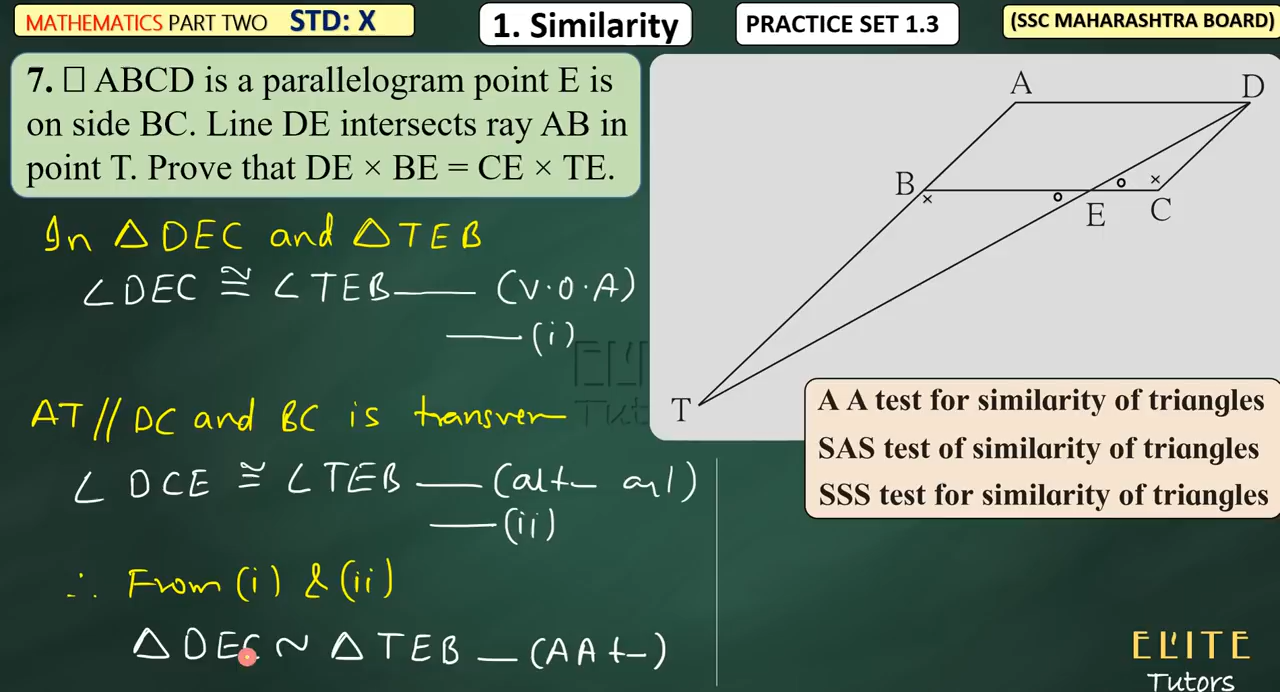 MATHEMATICS PART TWO STD: X
1. Similarity
PRACTICE SET 1.3
(SSC MAHARASHTRA BOARD)
7. □ ABCD is a parallelogram point E is
on side BC. Line DE intersects ray AB in
point T. Prove that DE × BE = CE × TE.
In △ DEC and △ TEB
∠DEC ≅ ∠TEB — (V.O.A)
— (i)
AT // DC and BC is transver
∠DCE ≅ ∠TEB — (alt— agl)
— (ii)
∴ From (i) & (ii)
△ DEC ~ △ TEB — (AA t—)
A
D
B
×
o
o
×
E
C
T
A A test for similarity of triangles
SAS test of similarity of triangles
SSS test for similarity of triangles
ELITE
Tutors